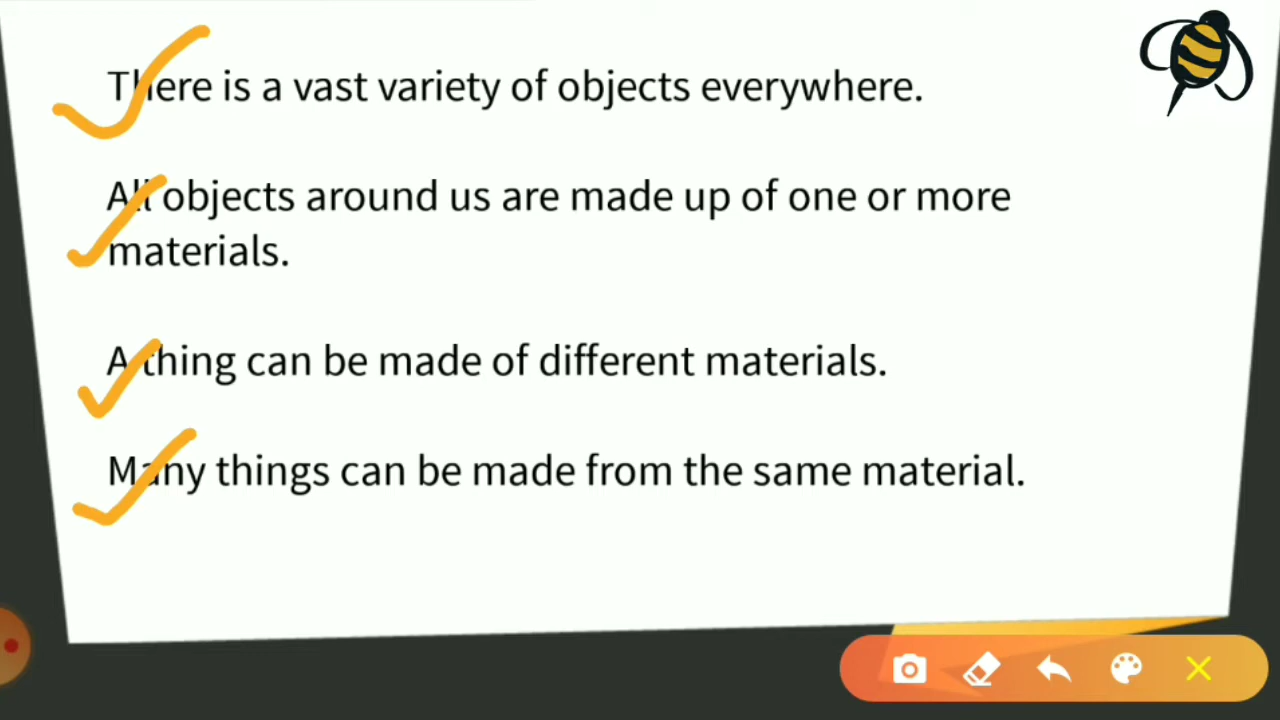 There is a vast variety of objects everywhere.
All objects around us are made up of one or more
materials.
A thing can be made of different materials.
Many things can be made from the same material.